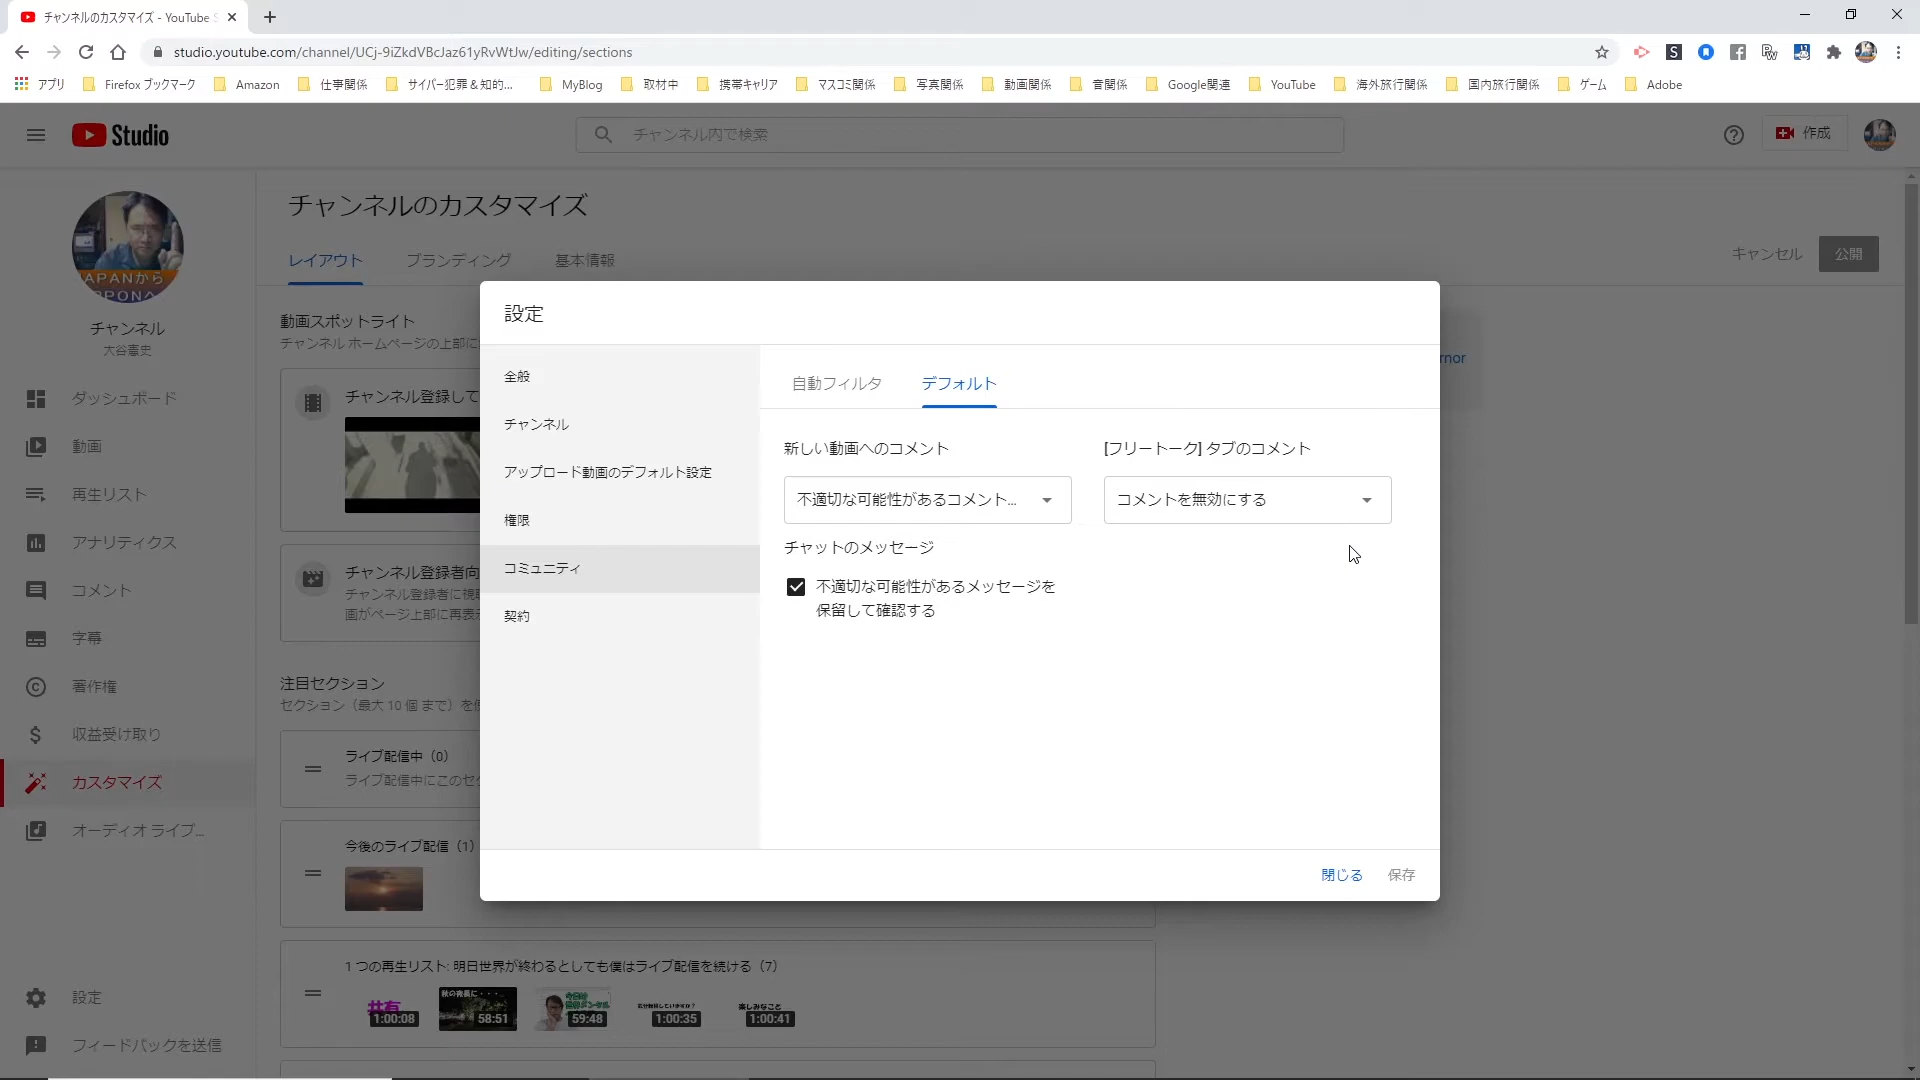 チャンネルのカスタマイズ - YouTube S
studio.youtube.com/channel/UCj-9iZkdVBcJaz61yRvWtJw/editing/sections
アプリ
Firefox ブックマーク
Amazon
仕事関係
サイバー犯罪＆知的...
MyBlog
取材中
携帯キャリア
マスコミ関係
写真関係
動画関係
音関係
Google関連
YouTube
海外旅行関係
国内旅行関係
ゲーム
Adobe
Studio
チャンネル内で検索
作成
チャンネルのカスタマイズ
レイアウト
ブランディング
基本情報
キャンセル
公開
APANから
PPONへ
チャンネル
大谷憲史
ダッシュボード
動画
再生リスト
アナリティクス
コメント
字幕
著作権
収益受け取り
カスタマイズ
オーディオ ライブ...
設定
フィードバックを送信
動画スポットライト
チャンネル ホームページの上部に
チャンネル登録して
チャンネル登録者向
チャンネル登録者に視
画がページ上部に再表
注目セクション
セクション（最大 10 個 まで）を
ライブ配信中（0）
ライブ配信中にこのセク
今後のライブ配信（1）
1 つの再生リスト: 明日世界が終わるとしても僕はライブ配信を続ける（7）
共有
1:00:08
秋の夜長に・・・
58:51
59:48
1:00:35
楽しみなこと
1:00:41
rnor
設定
全般
チャンネル
アップロード動画のデフォルト設定
権限
コミュニティ
契約
自動フィルタ
デフォルト
新しい動画へのコメント
不適切な可能性があるコメント...
[フリートーク] タブのコメント
コメントを無効にする
チャットのメッセージ
不適切な可能性があるメッセージを
保留して確認する
閉じる
保存